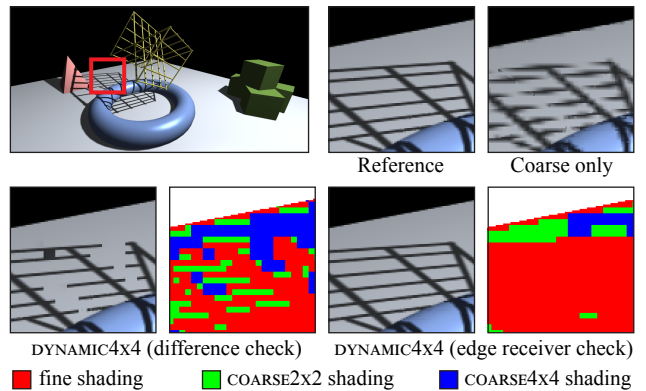 Reference
Coarse only
DYNAMIC4x4 (difference check)
DYNAMIC4x4 (edge receiver check)
fine shading
COARSE2x2 shading
COARSE4x4 shading